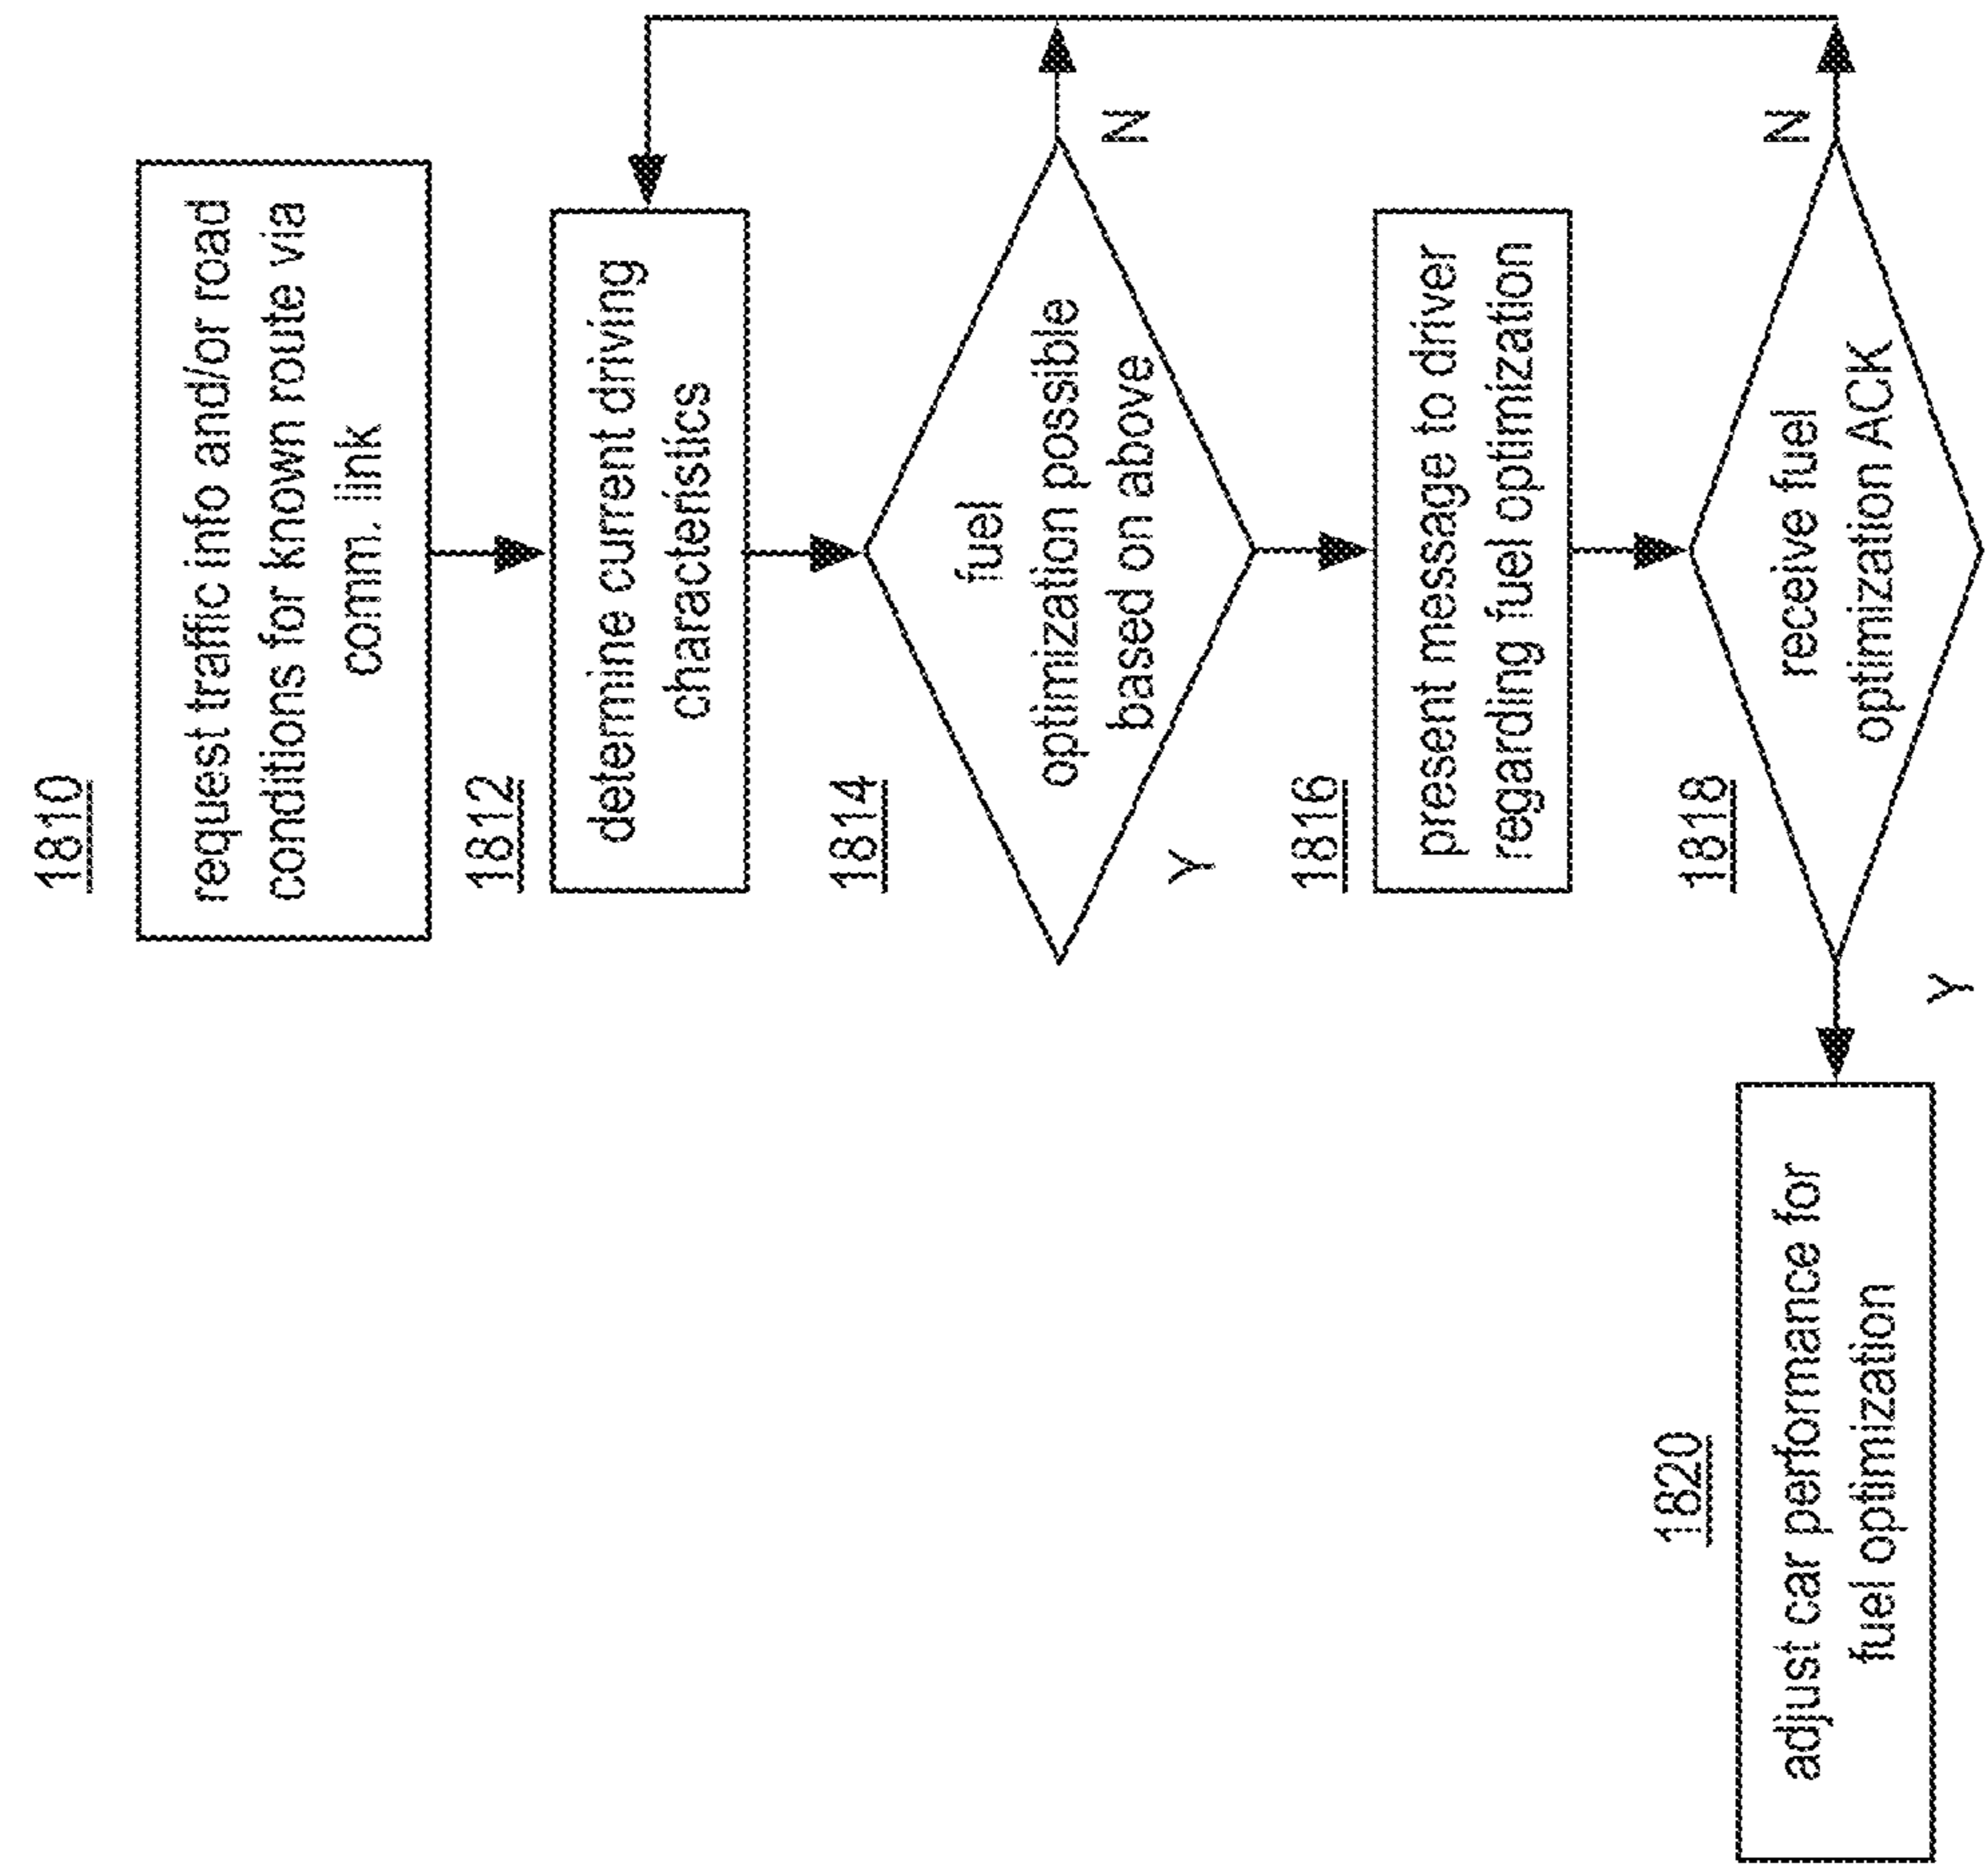 1810
request traffic info and/or road
conditions for known route via
comm. link
1812
determine current driving
characteristics
1814
fuel
optimization possible
based on above
N
Y
1816
present message to driver
regarding fuel optimization
1818
receive fuel
optimization ACK
N
Y
1820
adjust car performance for
fuel optimization